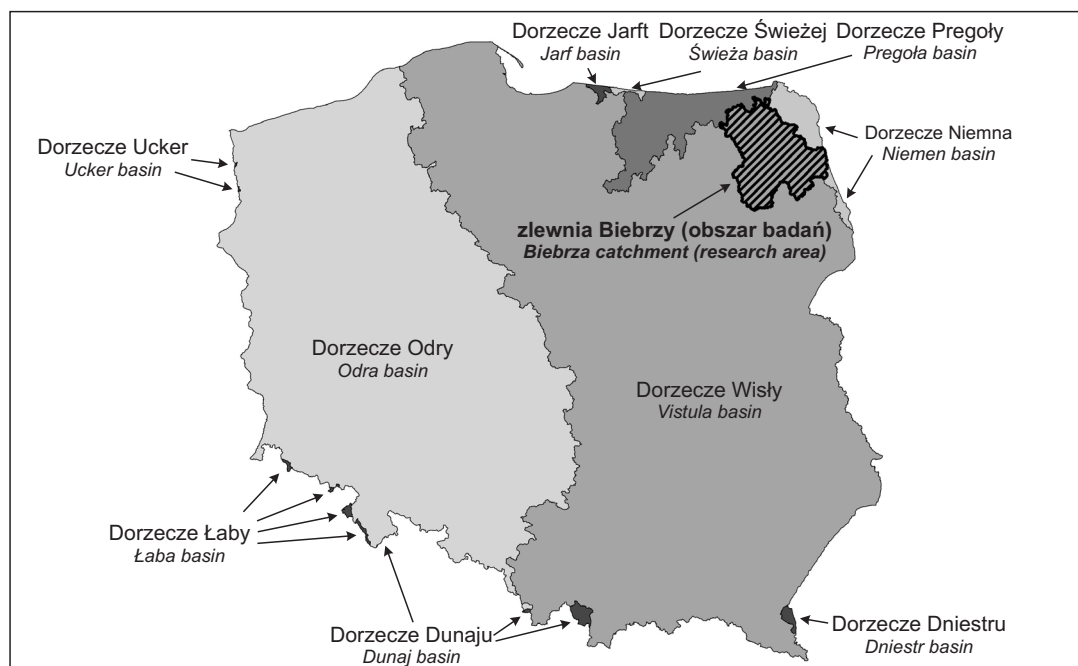 Dorzecze Jarft
Jarf basin
Dorzecze Świeżej
Świeża basin
Dorzecze Pregoły
Pregoła basin
Dorzecze Ucker
Ucker basin
Dorzecze Niemna
Niemen basin
zlewnia Biebrzy (obszar badań)
Biebrza catchment (research area)
Dorzecze Odry
Odra basin
Dorzecze Wisły
Vistula basin
Dorzecze Łaby
Łaba basin
Dorzecze Dunaju
Dunaj basin
Dorzecze Dniestru
Dniestr basin